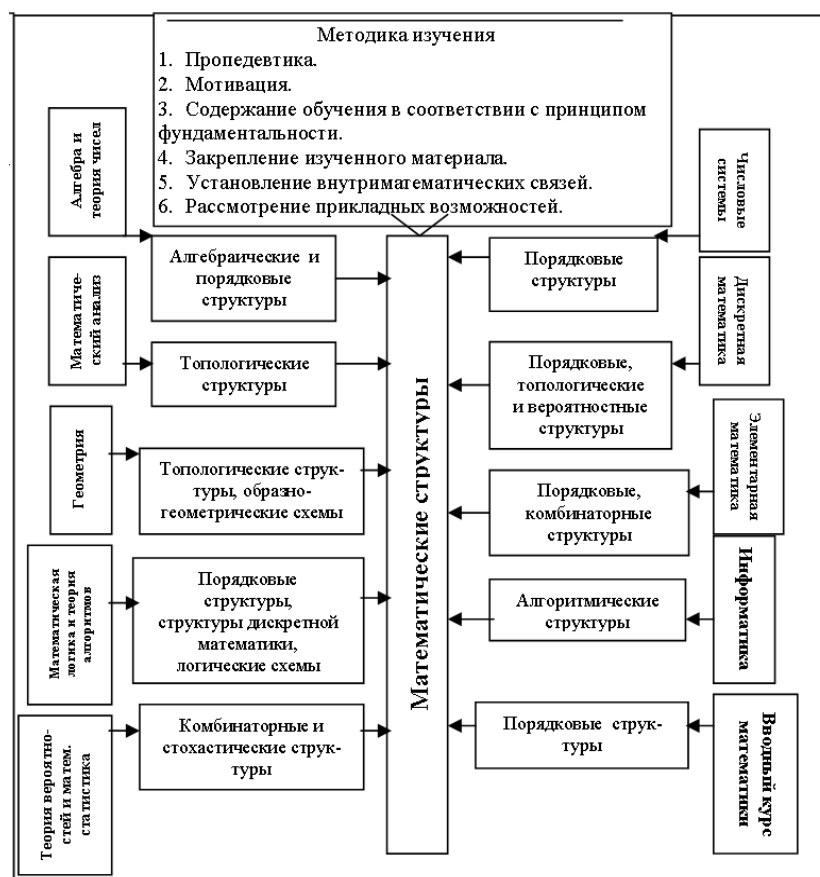 Методика изучения
1. Пропедевтика.
2. Мотивация.
3. Содержание обучения в соответствии с принципом
фундаментальности.
4. Закрепление изученного материала.
5. Установление внутриматематических связей.
6. Рассмотрение прикладных возможностей.
Алгебра и
теория чисел
Алгебраические и
порядковые
структуры
Математиче-
ский анализ
Топологические
структуры
Геометрия
Топологические струк-
туры, образно-
геометрические схемы
Математическая
логика и теория
алгоритмов
Порядковые
структуры,
структуры дискретной
математики,
логические схемы
Теория вероятно-
стей и матем.
статистика
Комбинаторные и
стохастические струк-
туры
Математические структуры
Числовые
системы
Порядковые
структуры
Дискретная
математика
Порядковые,
топологические
и вероятностные
структуры
Элементарная
математика
Порядковые,
комбинаторные
структуры
Информатика
Алгоритмические
структуры
Вводный курс
математики
Порядковые струк-
туры